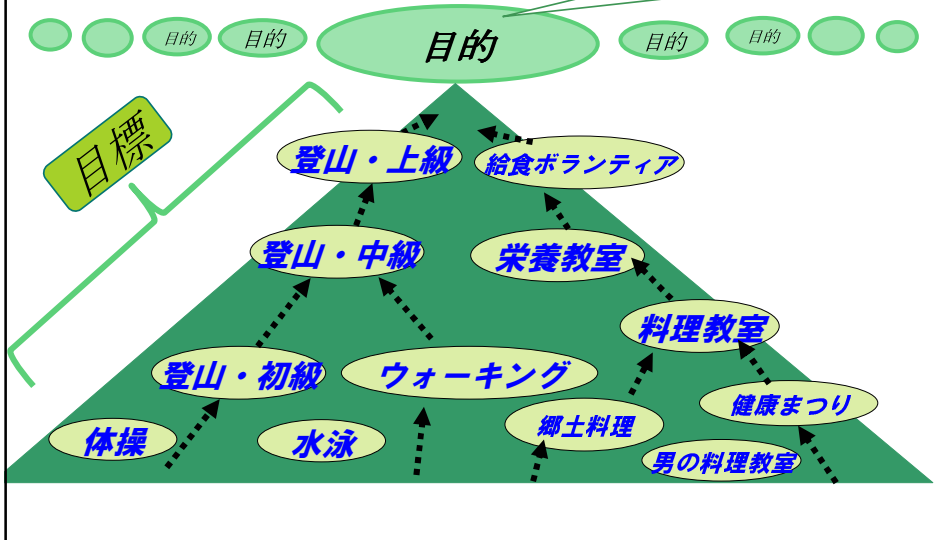 目的
目的
目的
目的
目的
目標
登山・上級
給食ボランティア
登山・中級
栄養教室
料理教室
登山・初級
ウォーキング
健康まつり
郷土料理
体操
水泳
男の料理教室